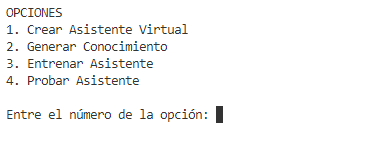 OPCIONES
1. Crear Asistente Virtual
2. Generar Conocimiento
3. Entrenar Asistente
4. Probar Asistente
Entre el número de la opción: